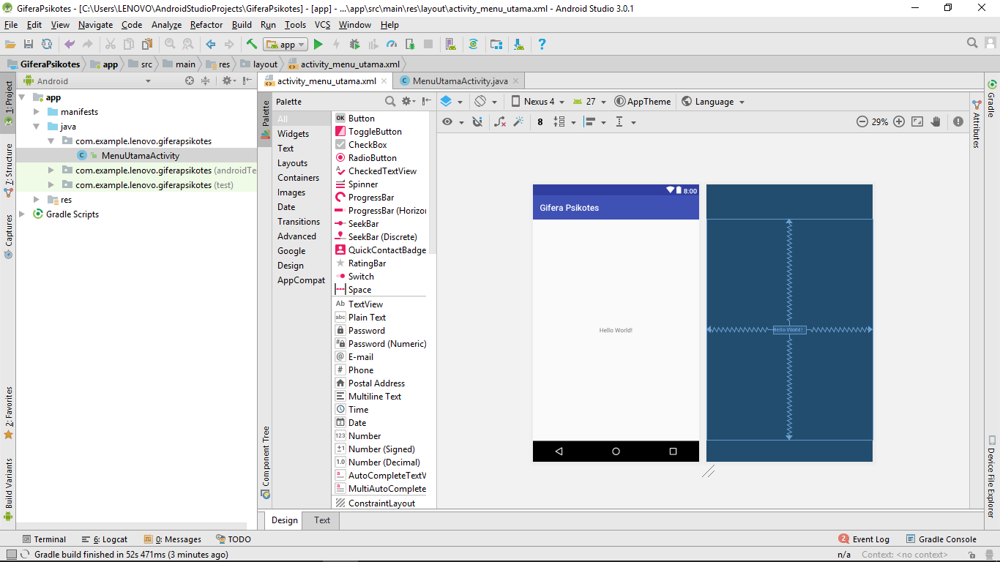 GiferaPsikotes - [C:\Users\LENOVO\AndroidStudioProjects\GiferaPsikotes] - [app] - ...\app\src\main\res\layout\activity_menu_utama.xml - Android Studio 3.0.1
File Edit View Navigate Code Analyze Refactor Build Run Tools VCS Window Help
app
GiferaPsikotes app src main res layout activity_menu_utama.xml
1: Project
7: Structure
Captures
2: Favorites
Build Variants
Android
app
manifests
java
com.example.lenovo.giferapsikotes
MenuUtamaActivity
com.example.lenovo.giferapsikotes (androidTe
com.example.lenovo.giferapsikotes (test)
res
Gradle Scripts
activity_menu_utama.xml MenuUtamaActivity.java
Palette
Component Tree
Palette
All
Widgets
Text
Layouts
Containers
Images
Date
Transitions
Advanced
Google
Design
AppCompat
OK Button
ToggleButton
CheckBox
RadioButton
CheckedTextView
Spinner
ProgressBar
ProgressBar (Horizon
SeekBar
SeekBar (Discrete)
QuickContactBadge
RatingBar
Switch
Space
Ab TextView
abc Plain Text
Password
Password (Numeric)
@ E-mail
# Phone
Postal Address
Multiline Text
Time
Date
123 Number
±1 Number (Signed)
1.0 Number (Decimal)
AutoCompleteTextV
MultiAutoComplete
ConstraintLayout
Nexus 4 27 AppTheme Language
8 29%
8:00
Gifera Psikotes
Hello World!
Hello World!
Attributes
Gradle
Device File Explorer
Design Text
Terminal 6: Logcat 0: Messages TODO 2 Event Log Gradle Console
Gradle build finished in 52s 471ms (3 minutes ago) n/a Context: <no context>